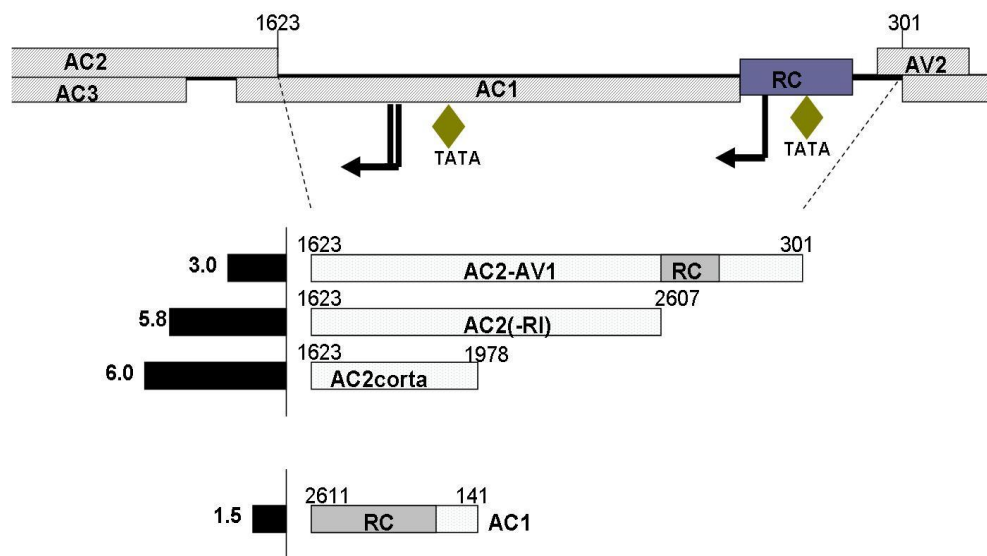 1623 301
AC2 AV2
AC3 AC1 RC
TATA TATA
1623 301
3.0 AC2-AV1 RC
1623 2607
5.8 AC2(-RI)
1623 1978
6.0 AC2corta
2611 141
1.5 RC AC1